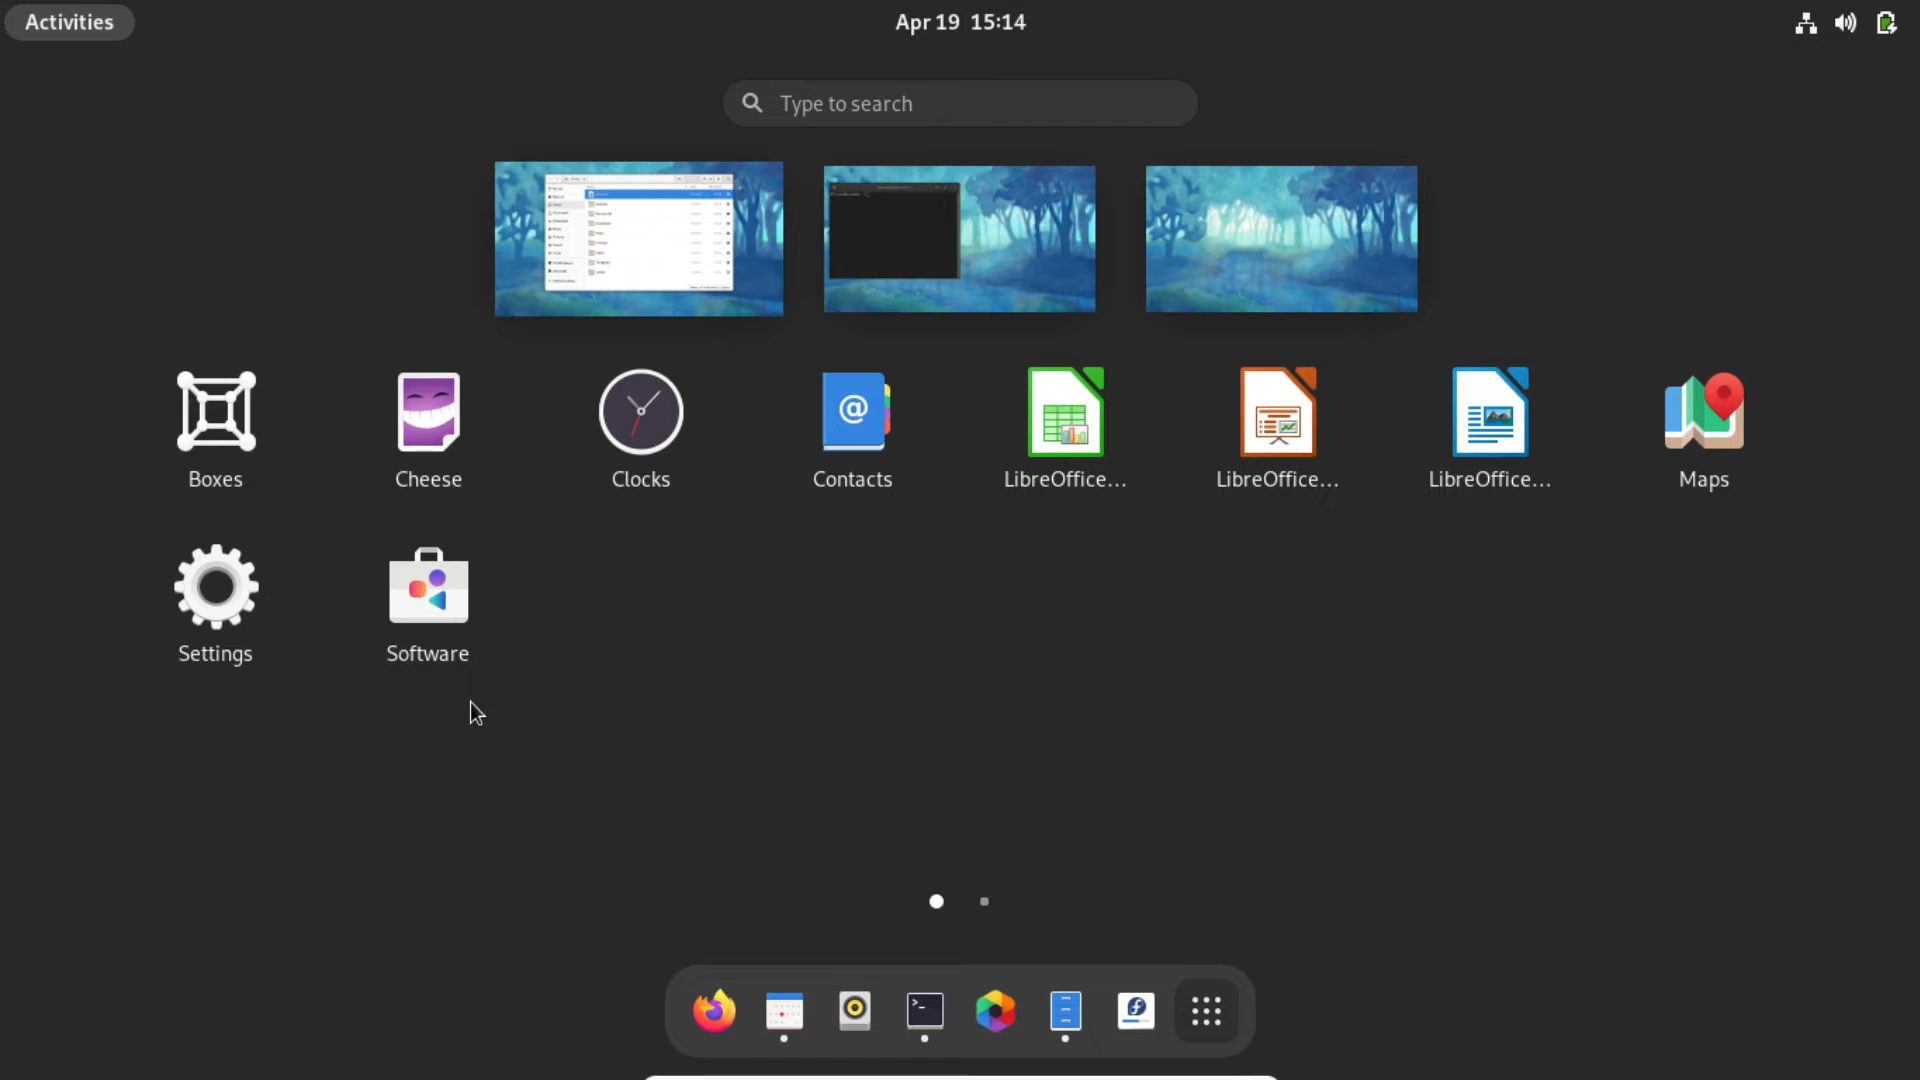 Activities
Apr 19 15:14
Type to search
Boxes
Cheese
Clocks
Contacts
LibreOffice...
LibreOffice...
LibreOffice...
Maps
Settings
Software